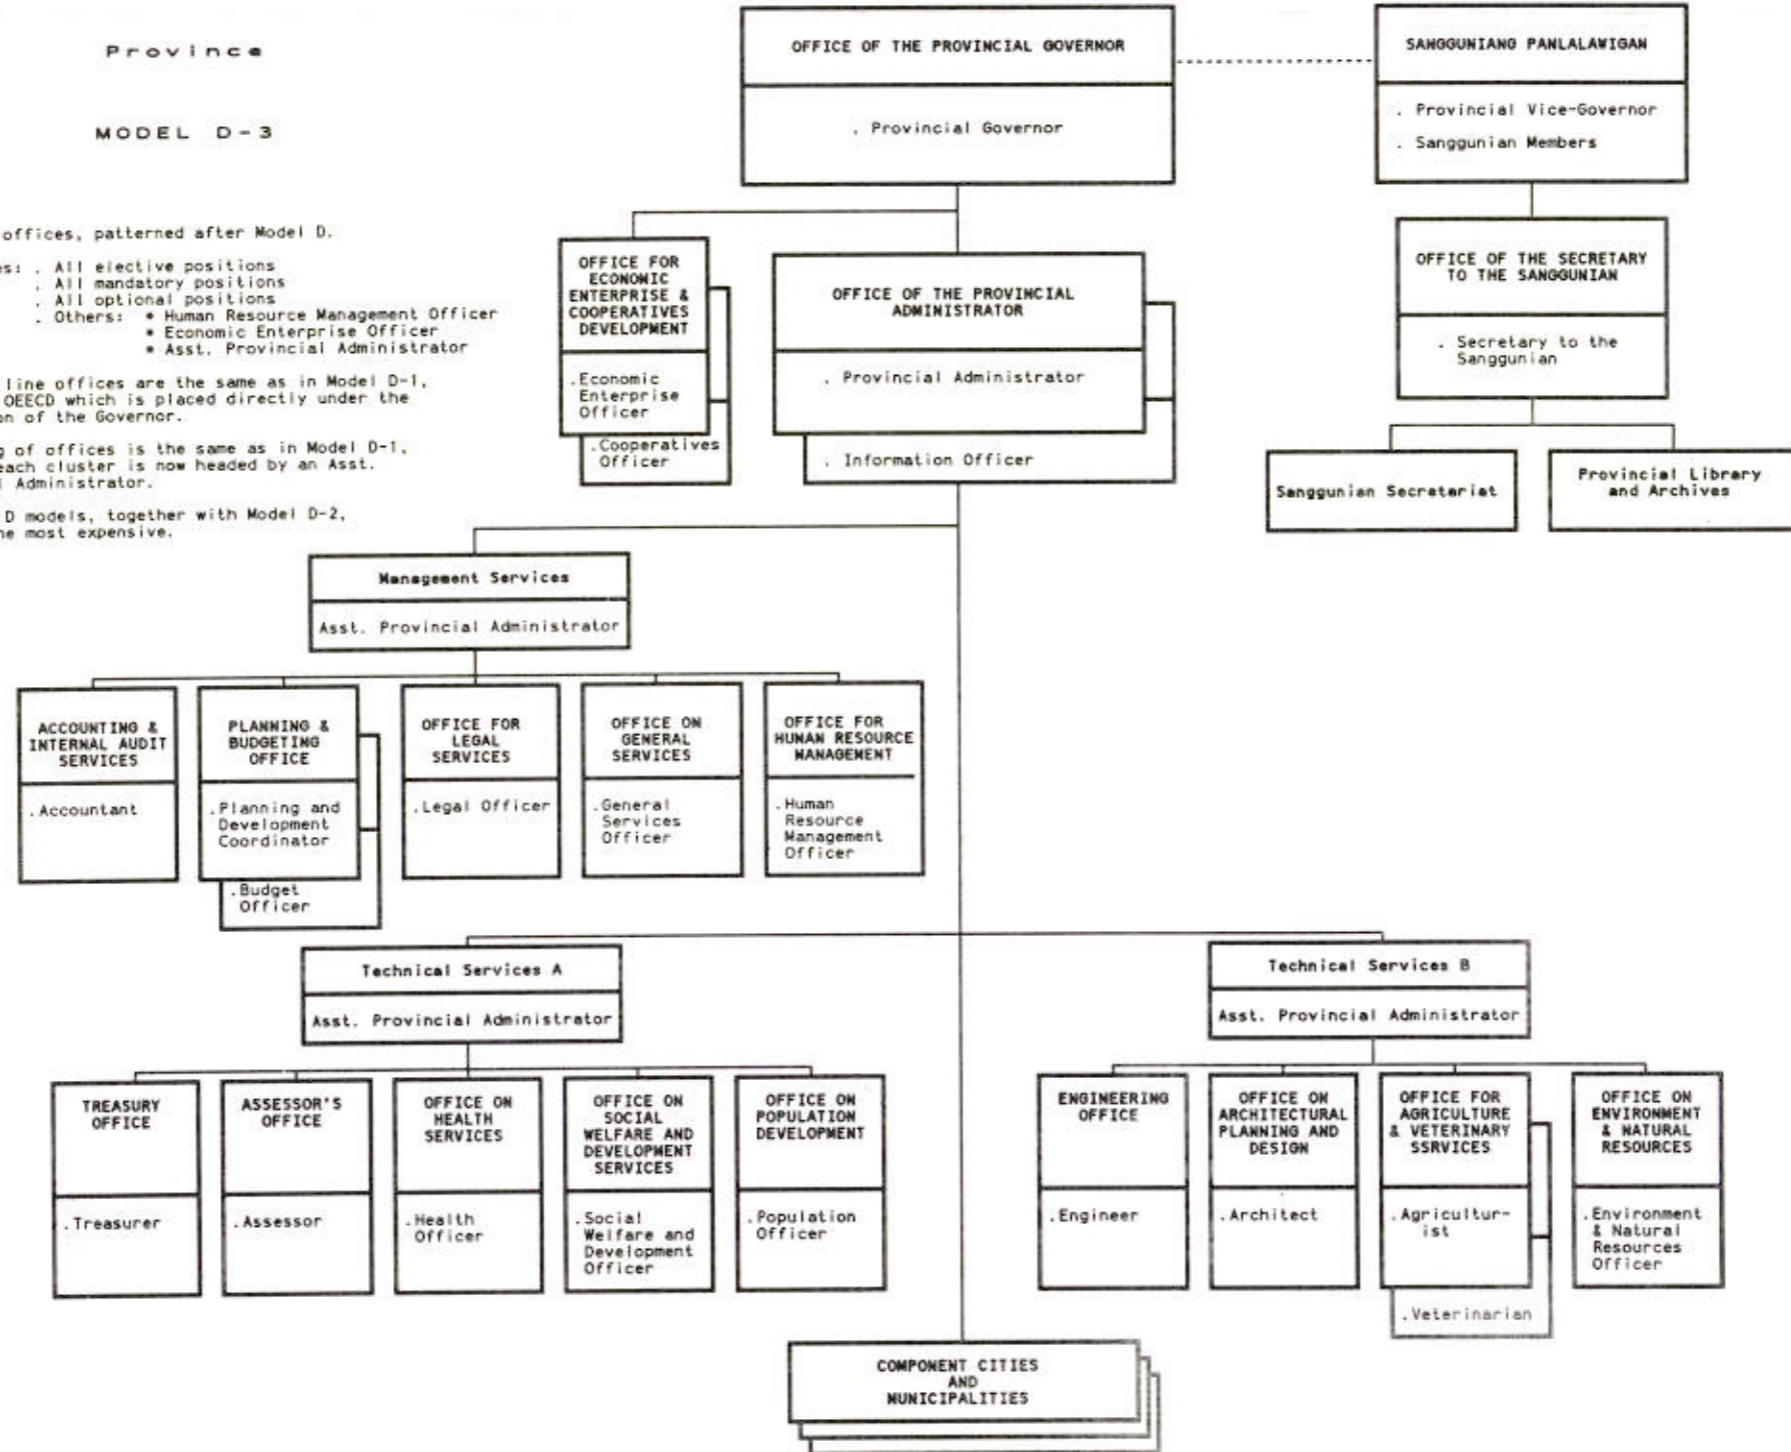 Province
MODEL D-3
offices, patterned after Model D.
es: . All elective positions
. All mandatory positions
. All optional positions
. Others: * Human Resource Management Officer
* Economic Enterprise Officer
* Asst. Provincial Administrator
line offices are the same as in Model D-1,
OEECD which is placed directly under the
on of the Governor.
g of offices is the same as in Model D-1,
each cluster is now headed by an Asst.
l Administrator.
D models, together with Model D-2,
he most expensive.
OFFICE OF THE PROVINCIAL GOVERNOR
. Provincial Governor
SANGGUNIANG PANLALAWIGAN
. Provincial Vice-Governor
. Sanggunian Members
OFFICE FOR
ECONOMIC
ENTERPRISE &
COOPERATIVES
DEVELOPMENT
.Economic
Enterprise
Officer
.Cooperatives
Officer
OFFICE OF THE PROVINCIAL
ADMINISTRATOR
. Provincial Administrator
. Information Officer
OFFICE OF THE SECRETARY
TO THE SANGGUNIAN
. Secretary to the
Sanggunian
Sanggunian Secretariat
Provincial Library
and Archives
Management Services
Asst. Provincial Administrator
ACCOUNTING &
INTERNAL AUDIT
SERVICES
.Accountant
PLANNING &
BUDGETING
OFFICE
.Planning and
Development
Coordinator
.Budget
Officer
OFFICE FOR
LEGAL
SERVICES
.Legal Officer
OFFICE ON
GENERAL
SERVICES
.General
Services
Officer
OFFICE FOR
HUMAN RESOURCE
MANAGEMENT
.Human
Resource
Management
Officer
Technical Services A
Asst. Provincial Administrator
TREASURY
OFFICE
.Treasurer
ASSESSOR'S
OFFICE
.Assessor
OFFICE ON
HEALTH
SERVICES
.Health
Officer
OFFICE ON
SOCIAL
WELFARE AND
DEVELOPMENT
SERVICES
.Social
Welfare and
Development
Officer
OFFICE ON
POPULATION
DEVELOPMENT
.Population
Officer
Technical Services B
Asst. Provincial Administrator
ENGINEERING
OFFICE
.Engineer
OFFICE ON
ARCHITECTURAL
PLANNING AND
DESIGN
.Architect
OFFICE FOR
AGRICULTURE
& VETERINARY
SSRVICES
.Agricultur-
ist
.Veterinarian
OFFICE ON
ENVIRONMENT
& NATURAL
RESOURCES
.Environment
& Natural
Resources
Officer
COMPONENT CITIES
AND
MUNICIPALITIES